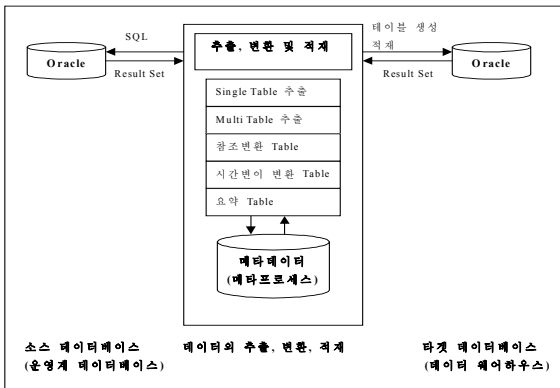 SQL
Oracle
Result Set
추출, 변환 및 적재
테이블 생성
적재
Result Set
Oracle
Single Table 추출
Multi Table 추출
참조변환 Table
시간변이 변환 Table
요약 Table
메타데이터
(메타프로세스)
소스 데이터베이스
(운영계 데이터베이스)
데이터의 추출, 변환, 적재
타겟 데이터베이스
(데이터 웨어하우스)